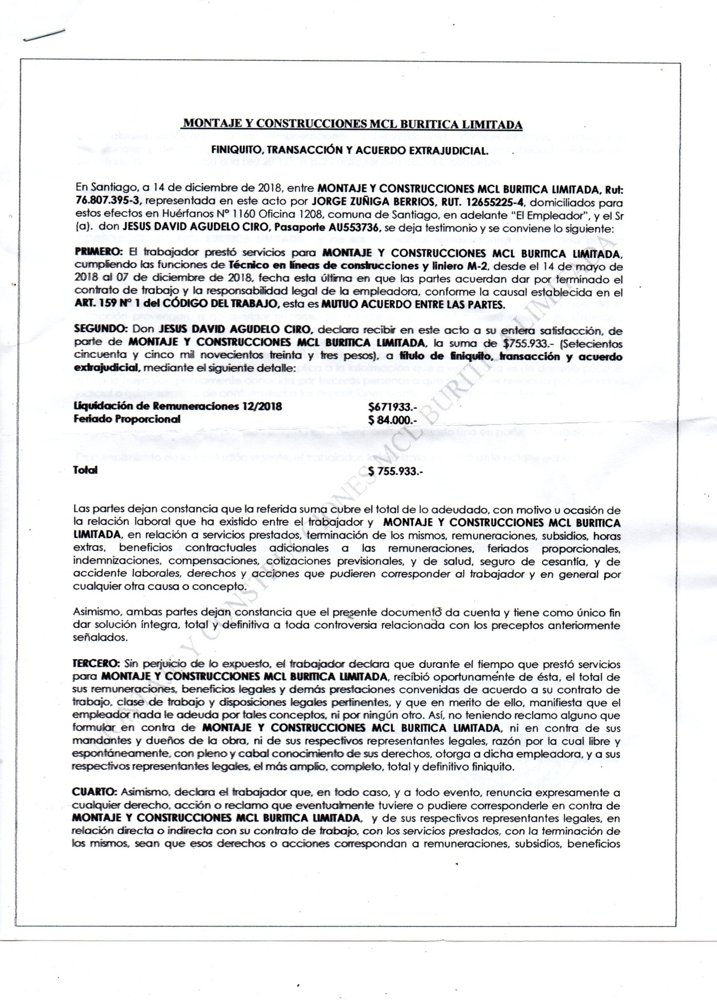 MONTAJE Y CONSTRUCCIONES MCL BURITICA LIMITADA
FINIQUITO, TRANSACCIÓN Y ACUERDO EXTRAJUDICIAL.
En Santiago, a 14 de diciembre de 2018, entre MONTAJE Y CONSTRUCCIONES MCL BURITICA LIMITADA, Rut:
76.807.395-3, representada en este acto por JORGE ZUÑIGA BERRIOS, RUT. 12655225-4, domiciliados para
estos efectos en Huérfanos Nº 1160 Oficina 1208, comuna de Santiago, en adelante "El Empleador", y el Sr
(a). don JESUS DAVID AGUDELO CIRO, Pasaporte AU553736, se deja testimonio y se conviene lo siguiente:
PRIMERO: El trabajador prestó servicios para MONTAJE Y CONSTRUCCIONES MCL BURITICA LIMITADA,
cumpliendo las funciones de Técnico en líneas de construcciones y liniero M-2, desde el 14 de mayo de
2018 al 07 de diciembre de 2018, fecha esta última en que las partes acuerdan dar por terminado el
contrato de trabajo y la responsabilidad legal de la empleadora, conforme la causal establecida en el
ART. 159 Nº 1 del CÓDIGO DEL TRABAJO, esta es MUTUO ACUERDO ENTRE LAS PARTES.
SEGUNDO: Don JESUS DAVID AGUDELO CIRO, declara recibir en este acto a su entera satisfacción, de
parte de MONTAJE Y CONSTRUCCIONES MCL BURITICA LIMITADA, la suma de $755.933.- (Setecientos
cincuenta y cinco mil novecientos treinta y tres pesos), a título de finiquito, transacción y acuerdo
extrajudicial, mediante el siguiente detalle:
Liquidación de Remuneraciones 12/2018 $671933.-
Feriado Proporcional $ 84.000.-
Total $ 755.933.-
Las partes dejan constancia que la referida suma cubre el total de lo adeudado, con motivo u ocasión de
la relación laboral que ha existido entre el trabajador y MONTAJE Y CONSTRUCCIONES MCL BURITICA
LIMITADA, en relación a servicios prestados, terminación de los mismos, remuneraciones, subsidios, horas
extras, beneficios contractuales adicionales a las remuneraciones, feriados proporcionales,
indemnizaciones, compensaciones, cotizaciones previsionales, y de salud, seguro de cesantía, y de
accidente laborales, derechos y acciones que pudieren corresponder al trabajador y en general por
cualquier otra causa o concepto.
Asimismo, ambas partes dejan constancia que el presente documento da cuenta y tiene como único fin
dar solución íntegra, total y definitiva a toda controversia relacionada con los preceptos anteriormente
señalados.
TERCERO: Sin perjuicio de lo expuesto, el trabajador declara que durante el tiempo que prestó servicios
para MONTAJE Y CONSTRUCCIONES MCL BURITICA LIMITADA, recibió oportunamente de ésta, el total de
sus remuneraciones, beneficios legales y demás prestaciones convenidas de acuerdo a su contrato de
trabajo, clase de trabajo y disposiciones legales pertinentes, y que en merito de ello, manifiesta que el
empleador nada le adeuda por tales conceptos, ni por ningún otro. Así, no teniendo reclamo alguno que
formular en contra de MONTAJE Y CONSTRUCCIONES MCL BURITICA LIMITADA, ni en contra de sus
mandantes y dueños de la obra, ni de sus respectivos representantes legales, razón por la cual libre y
espontáneamente, con pleno y cabal conocimiento de sus derechos, otorga a dicha empleadora, y a sus
respectivos representantes legales, el más amplio, completo, total y definitivo finiquito.
CUARTO: Asimismo, declara el trabajador que, en todo caso, y a todo evento, renuncia expresamente a
cualquier derecho, acción o reclamo que eventualmente tuviere o pudiere corresponderle en contra de
MONTAJE Y CONSTRUCCIONES MCL BURITICA LIMITADA, y de sus respectivos representantes legales, en
relación directa o indirecta con su contrato de trabajo, con los servicios prestados, con la terminación de
los mismos, sean que esos derechos o acciones correspondan a remuneraciones, subsidios, beneficios
MONTAJE Y CONSTRUCCIONES MCL BURITICA LIMITADA